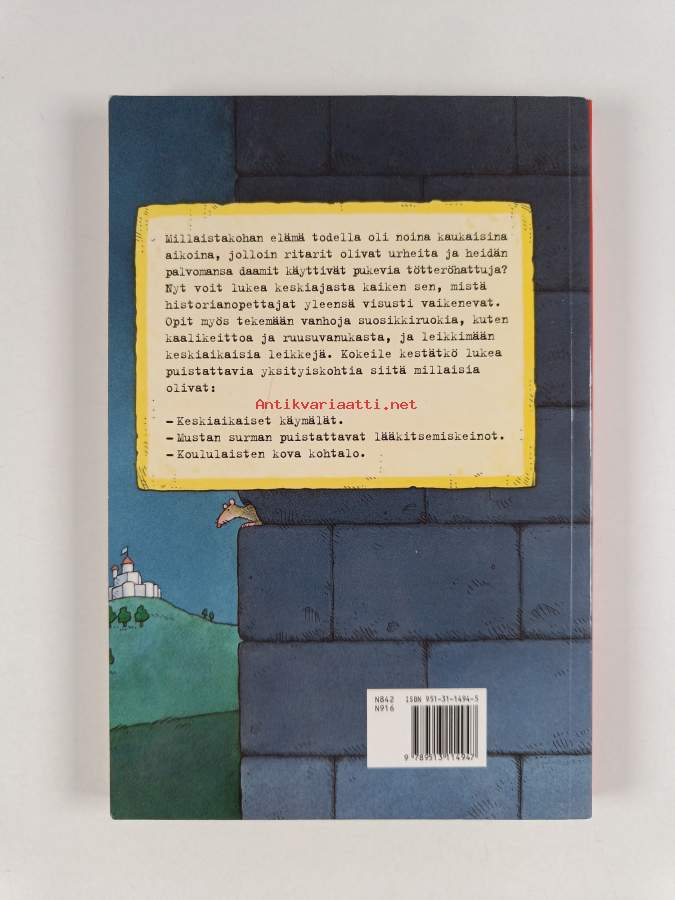 Millaistakohan elämä todella oli noina kaukaisina
aikoina, jolloin ritarit olivat urheita ja heidän
palvomansa daamit käyttivät pukevia tötteröhattuja?
Nyt voit lukea keskiajasta kaiken sen, mistä
historianopettajat yleensä visusti vaikenevat.
Opit myös tekemään vanhoja suosikkiruokia, kuten
kaalikeittoa ja ruusuvanukasta, ja leikkimään
keskiaikaisia leikkejä. Kokeile kestätkö lukea
puistattavia yksityiskohtia siitä millaisia
olivat:
Antikvariaatti.net
– Keskiaikaiset käymälät.
– Mustan surman puistattavat lääkitsemiskeinot.
– Koululaisten kova kohtalo.
N842 ISBN 951-31-1494-5
N916
9 789513 114947